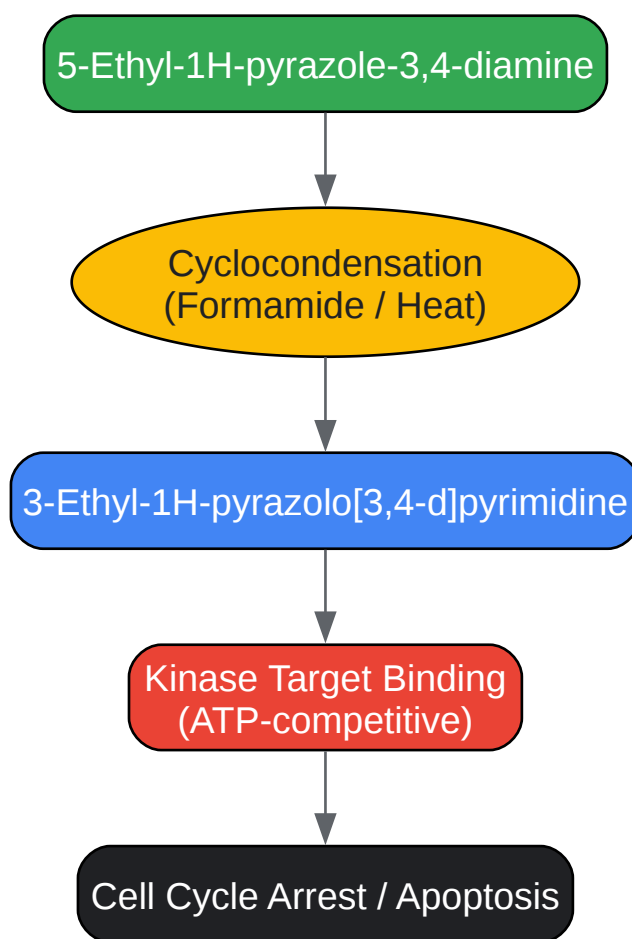 5-Ethyl-1H-pyrazole-3,4-diamine
Cyclocondensation
(Formamide / Heat)
3-Ethyl-1H-pyrazolo[3,4-d]pyrimidine
Kinase Target Binding
(ATP-competitive)
Cell Cycle Arrest / Apoptosis